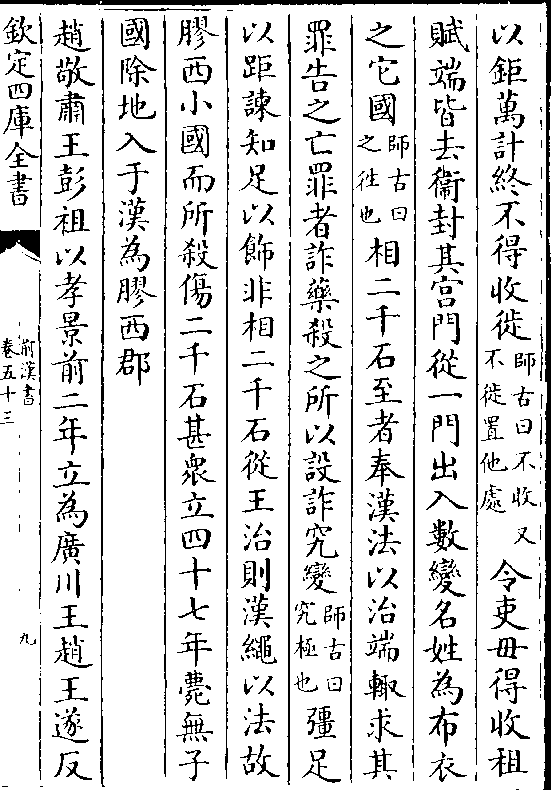 以鉅萬計終不得收徙師古曰不收又不徙置他處令吏毋得收租
賦端皆去衞封其宫門從一門出入數變名姓為布衣
之它國師古曰之徃也相二千石至者奉漢法以治端輙求其
罪告之亡罪者詐藥殺之所以設詐究變師古曰究極也彊足
以距諫知足以飾非相二千石從王治則漢繩以法故
膠西小國而所殺傷二千石甚衆立四十七年薨無子
國除地入于漢為膠西郡
趙敬肅王彭祖以孝景前二年立為廣川王趙王遂反
欽定四庫全書
前漢書
卷五十三
九